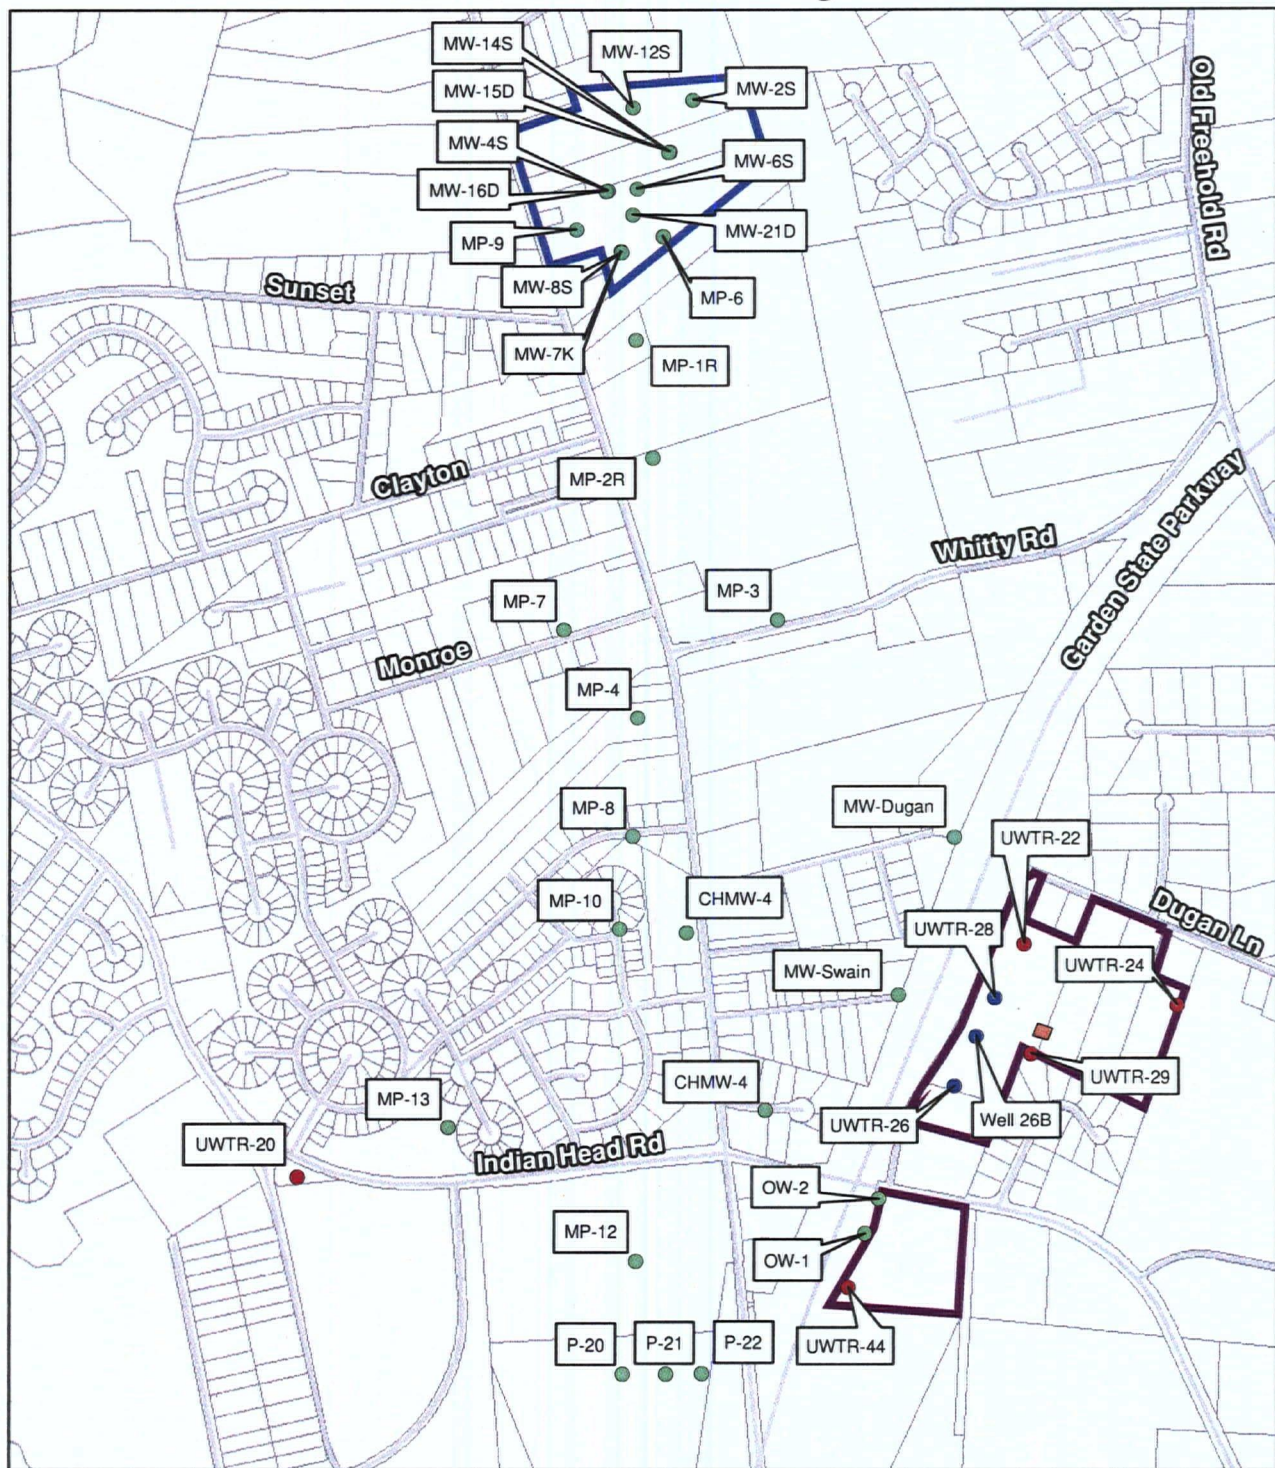 MW-14S
MW-12S
MW-15D
MW-2S
MW-4S
MW-6S
MW-16D
MW-21D
MP-9
MW-8S
MP-6
Sunset
MW-7K
MP-1R
Old Freehold Rd
Clayton
MP-2R
Garden State Parkway
Whitty Rd
MP-7
MP-3
Monroe
MP-4
MP-8
MW-Dugan
UWTR-22
MP-10
CHMW-4
UWTR-28
Dugan Ln
UWTR-24
MW-Swain
CHMW-4
UWTR-29
MP-13
UWTR-26
Well 26B
UWTR-20
Indian Head Rd
OW-2
MP-12
OW-1
P-20
P-21
P-22
UWTR-44